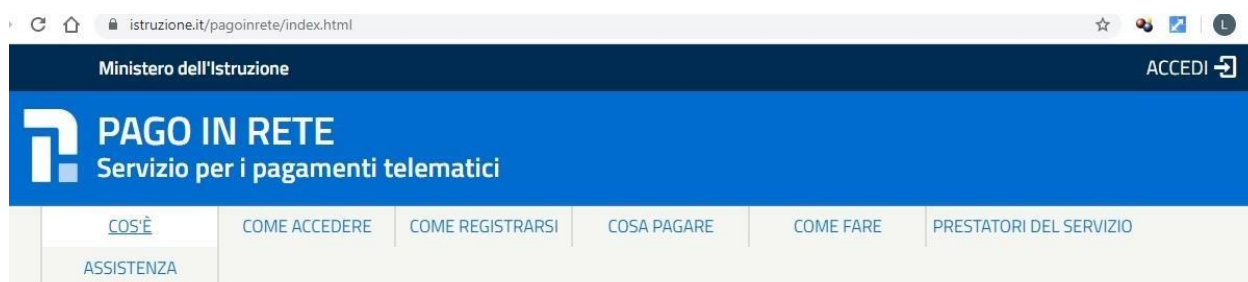 istruzione.it/pagoinrete/index.html
L
Ministero dell'Istruzione
ACCEDI
PAGO IN RETE
Servizio per i pagamenti telematici
COS'È
COME ACCEDERE
COME REGISTRARSI
COSA PAGARE
COME FARE
PRESTATORI DEL SERVIZIO
ASSISTENZA